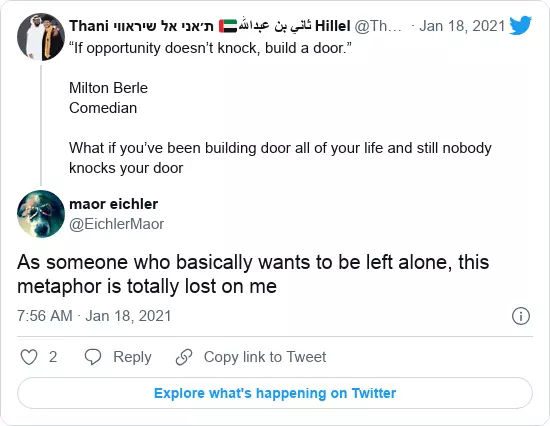 Thani ת׳אני אל שיראווי 🇦🇪ثاني بن عبدالله Hillel @Th… · Jan 18, 2021
“If opportunity doesn’t knock, build a door.”
Milton Berle
Comedian
What if you’ve been building door all of your life and still nobody
knocks your door
maor eichler
@EichlerMaor
As someone who basically wants to be left alone, this
metaphor is totally lost on me
7:56 AM · Jan 18, 2021
2 Reply Copy link to Tweet
Explore what's happening on Twitter